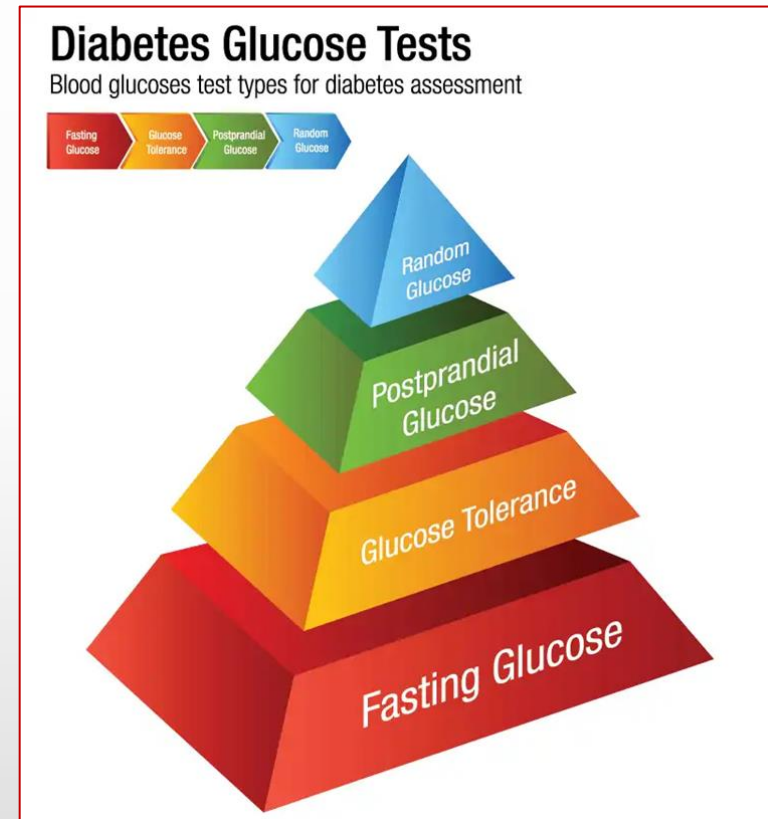 Diabetes Glucose Tests
Blood glucoses test types for diabetes assessment
Fasting
Glucose
Glucose
Tolerance
Postprandial
Glucose
Random
Glucose
Random
Glucose
Postprandial
Glucose
Glucose Tolerance
Fasting Glucose